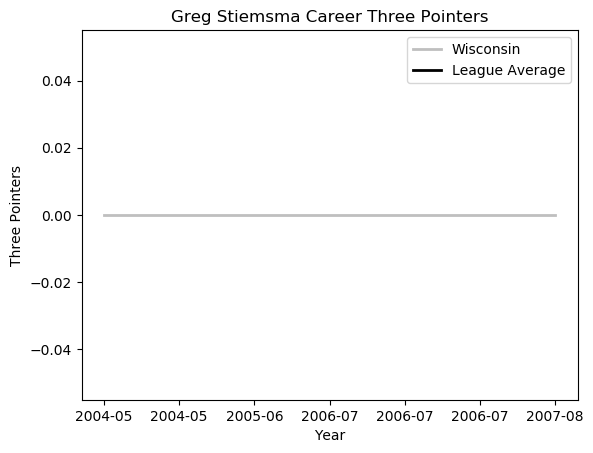 Greg Stiemsma Career Three Pointers
Wisconsin
League Average
Three Pointers
0.04
0.02
0.00
−0.02
−0.04
2004-05 2004-05 2005-06 2006-07 2006-07 2006-07 2007-08
Year